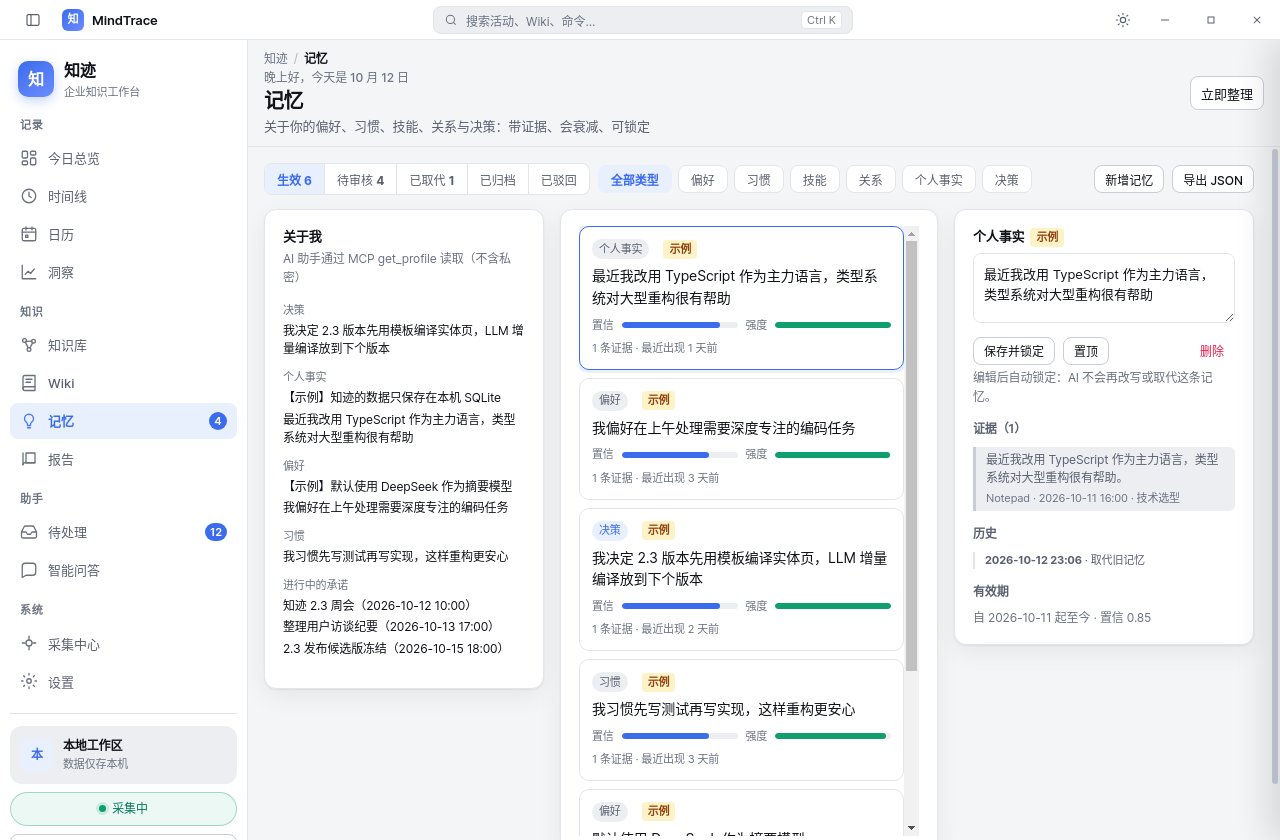 知 MindTrace
搜索活动、Wiki、命令... Ctrl K
知 知迹
企业知识工作台
记录
今日总览
时间线
日历
洞察
知识
知识库
Wiki
记忆 4
报告
助手
待处理 12
智能问答
系统
采集中心
设置
本 本地工作区
数据仅存本机
采集中
知迹 / 记忆
晚上好，今天是 10 月 12 日
记忆
关于你的偏好、习惯、技能、关系与决策：带证据、会衰减、可锁定
立即整理
生效 6 待审核 4 已取代 1 已归档 已驳回 全部类型 偏好 习惯 技能 关系 个人事实 决策 新增记忆 导出 JSON
关于我
AI 助手通过 MCP get_profile 读取（不含私
密）
决策
我决定 2.3 版本先用模板编译实体页，LLM 增
量编译放到下个版本
个人事实
【示例】知迹的数据只保存在本机 SQLite
最近我改用 TypeScript 作为主力语言，类型
系统对大型重构很有帮助
偏好
【示例】默认使用 DeepSeek 作为摘要模型
我偏好在上午处理需要深度专注的编码任务
习惯
我习惯先写测试再写实现，这样重构更安心
进行中的承诺
知迹 2.3 周会（2026-10-12 10:00）
整理用户访谈纪要（2026-10-13 17:00）
2.3 发布候选版冻结（2026-10-15 18:00）
个人事实 示例
最近我改用 TypeScript 作为主力语言，类型系
统对大型重构很有帮助
置信 强度
1 条证据 · 最近出现 1 天前
偏好 示例
我偏好在上午处理需要深度专注的编码任务
置信 强度
1 条证据 · 最近出现 3 天前
决策 示例
我决定 2.3 版本先用模板编译实体页，LLM 增量
编译放到下个版本
置信 强度
1 条证据 · 最近出现 2 天前
习惯 示例
我习惯先写测试再写实现，这样重构更安心
置信 强度
1 条证据 · 最近出现 3 天前
偏好 示例
默认使用 DeepSeek 作为摘要模型
个人事实 示例
最近我改用 TypeScript 作为主力语言，
类型系统对大型重构很有帮助
保存并锁定 置顶 删除
编辑后自动锁定：AI 不会再改写或取代这条记
忆。
证据（1）
最近我改用 TypeScript 作为主力语言，类型
系统对大型重构很有帮助。
Notepad · 2026-10-11 16:00 · 技术选型
历史
2026-10-12 23:06 · 取代旧记忆
有效期
自 2026-10-11 起至今 · 置信 0.85